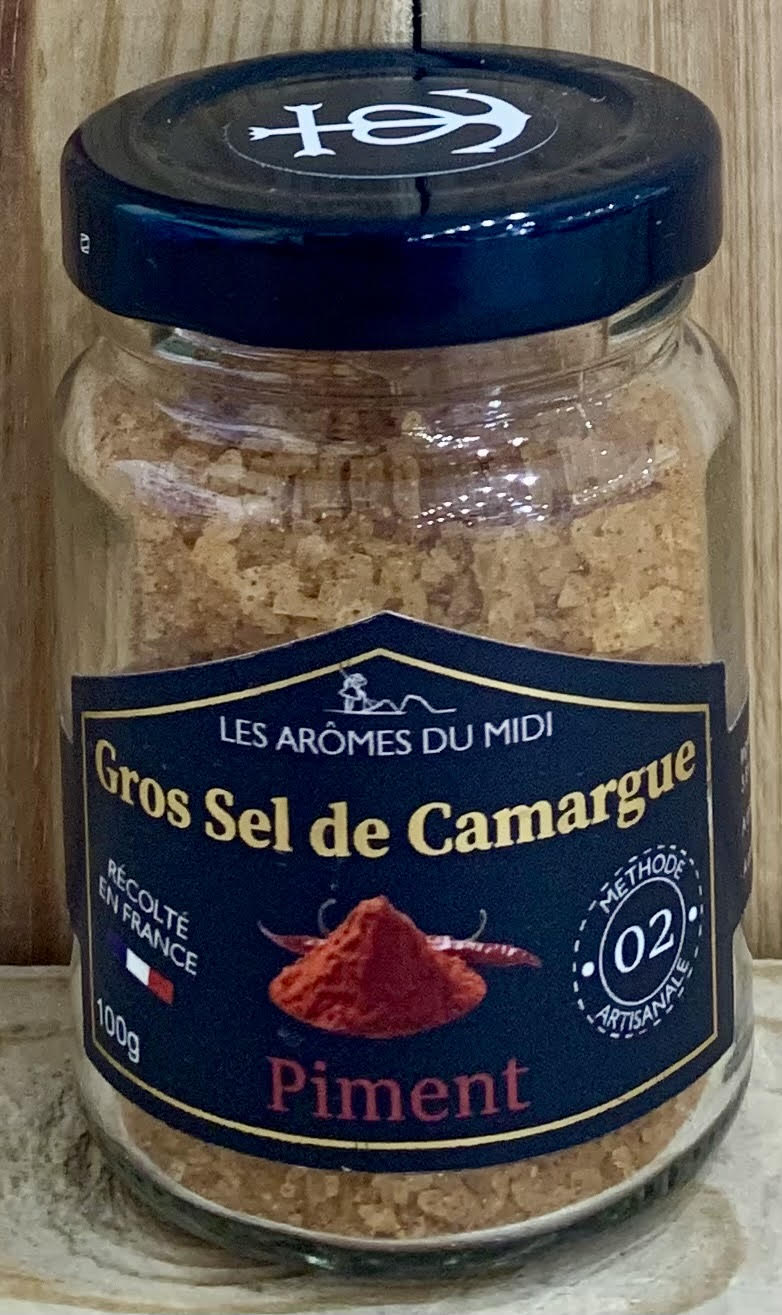 LES ARÔMES DU MIDI
Gros Sel de Camargue
RÉCOLTÉ
EN FRANCE
100g
MÉTHODE
02
ARTISANALE
Piment